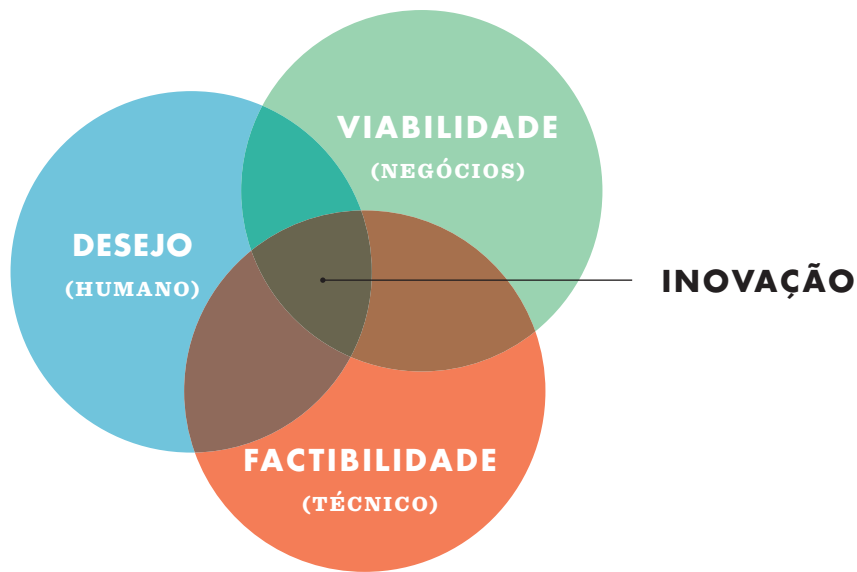 VIABILIDADE
(NEGÓCIOS)
DESEJO
(HUMANO)
INOVAÇÃO
FACTIBILIDADE
(TÉCNICO)